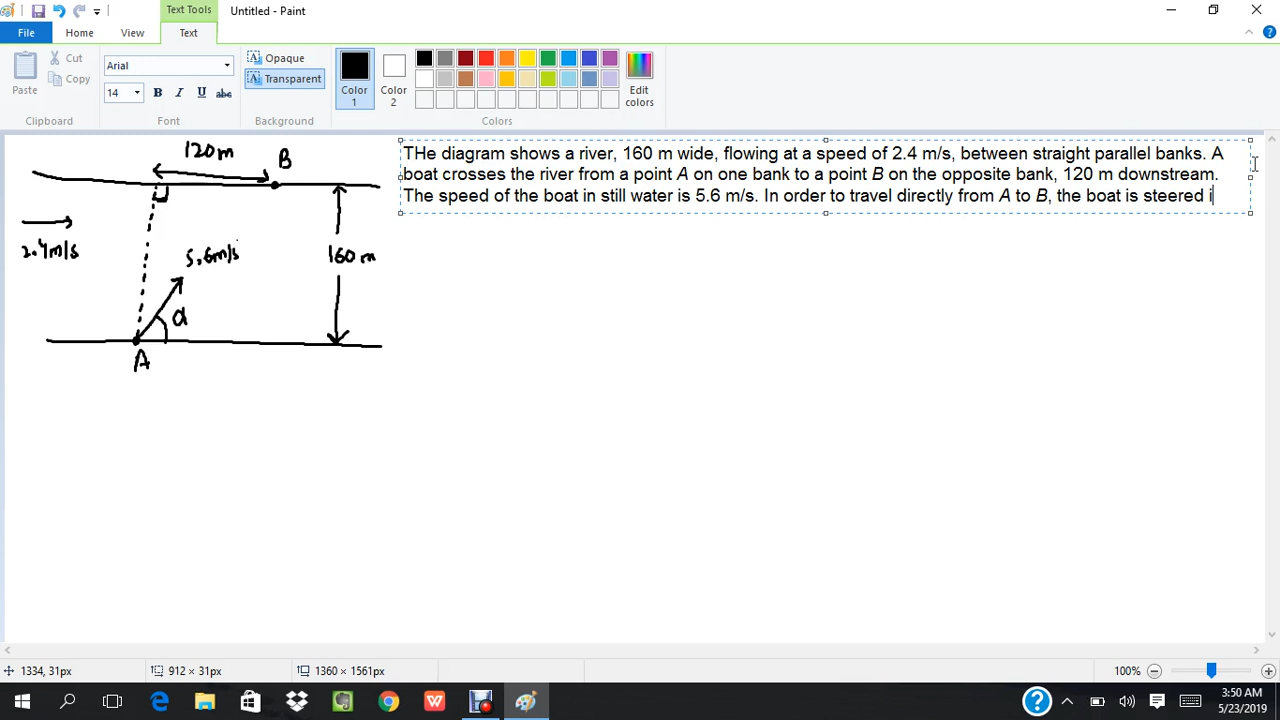 Text Tools
Untitled - Paint
File
Home
View
Text
Paste
Cut
Copy
Clipboard
Arial
14
B I U abc
Font
Opaque
Transparent
Background
Color 1
Color 2
Edit colors
Colors
120m
B
2.4m/s
5.6m/s
160 m
α
A
THe diagram shows a river, 160 m wide, flowing at a speed of 2.4 m/s, between straight parallel banks. A
boat crosses the river from a point A on one bank to a point B on the opposite bank, 120 m downstream.
The speed of the boat in still water is 5.6 m/s. In order to travel directly from A to B, the boat is steered i
1334, 31px
912 × 31px
1360 × 1561px
100%
3:50 AM
5/23/2019